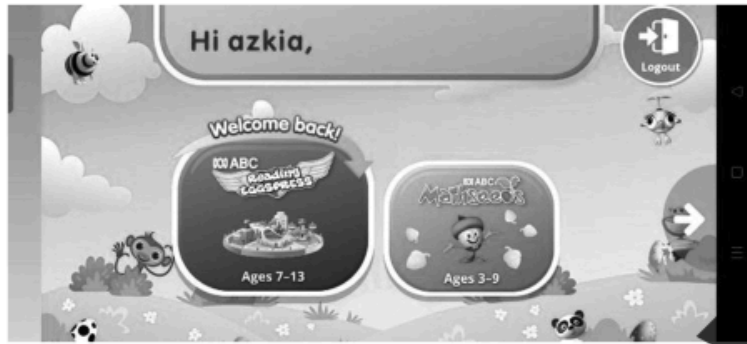 Hi azkia,
Logout
Welcome back!
ABC
Reading
EGGSPRESS
Ages 7-13
ABC
Mathseeds
Ages 3-9